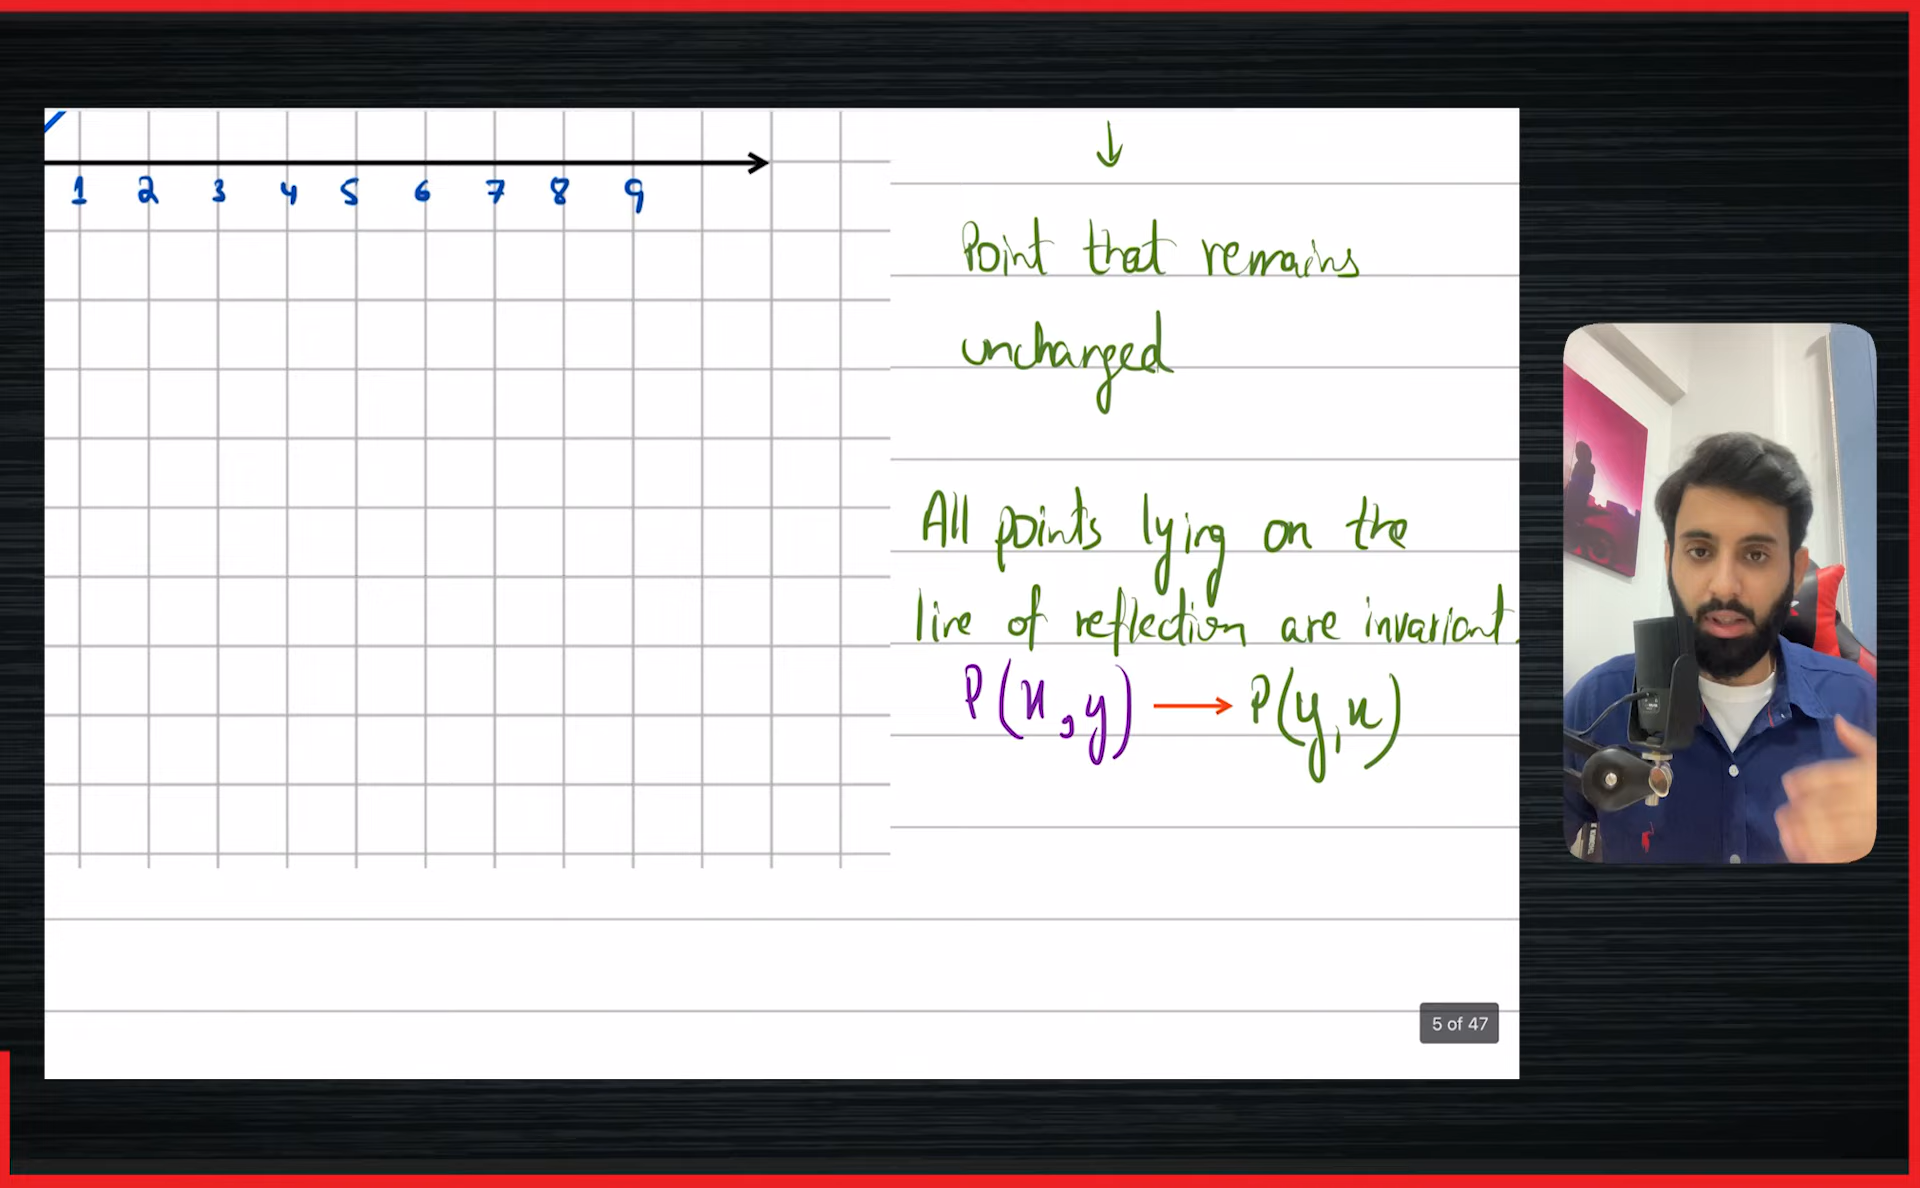 1 2 3 4 5 6 7 8 9
Point that remains
unchanged
All points lying on the
line of reflection are invariant.
P(x,y) → P(y,x)
5 of 47